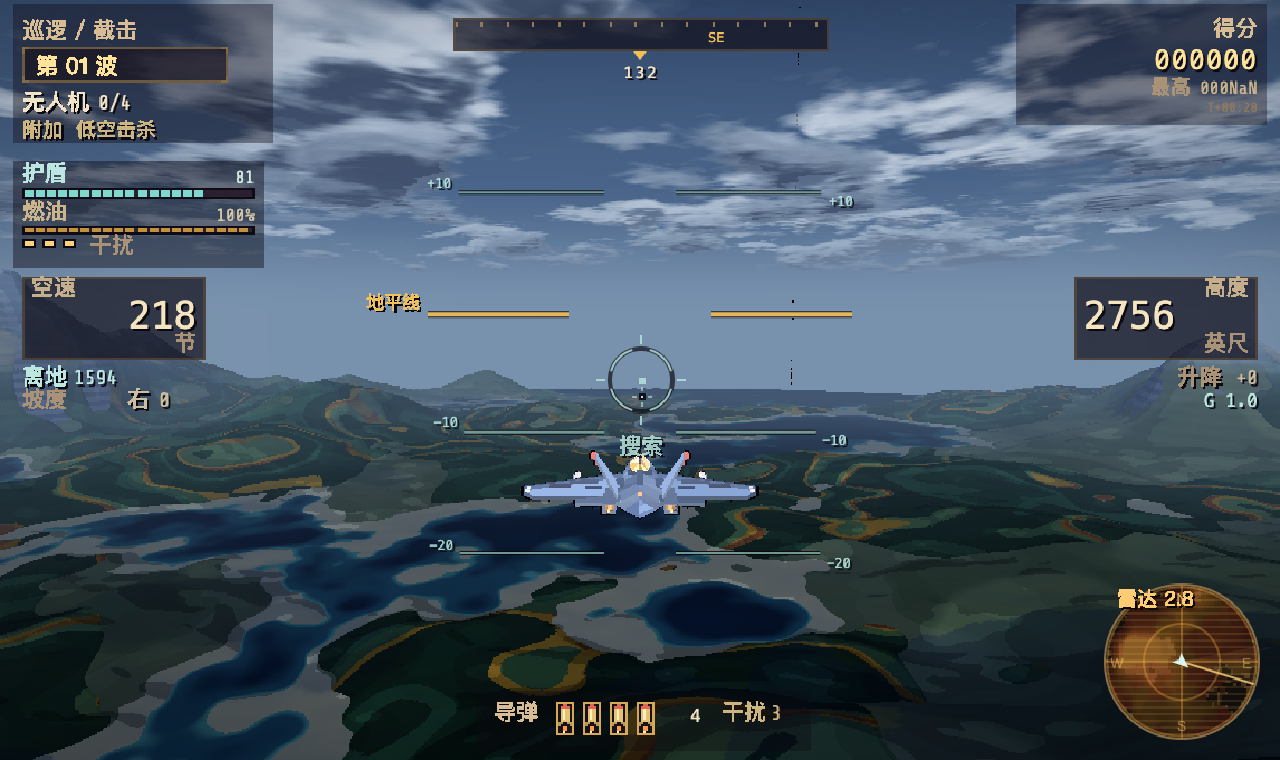 巡逻 / 截击
第 01 波
无人机 0/4
附加 低空击杀
护盾 81
燃油 100%
干扰
空速
218
节
离地 1594
坡度 右 0
SE
132
+10 +10
地平线
-10 -10
搜索
-20 -20
得分
000000
最高 000NaN
T+00.20
高度
2756
英尺
升降 +0
G 1.0
雷达 2.8
W E
S
导弹 4 干扰 3